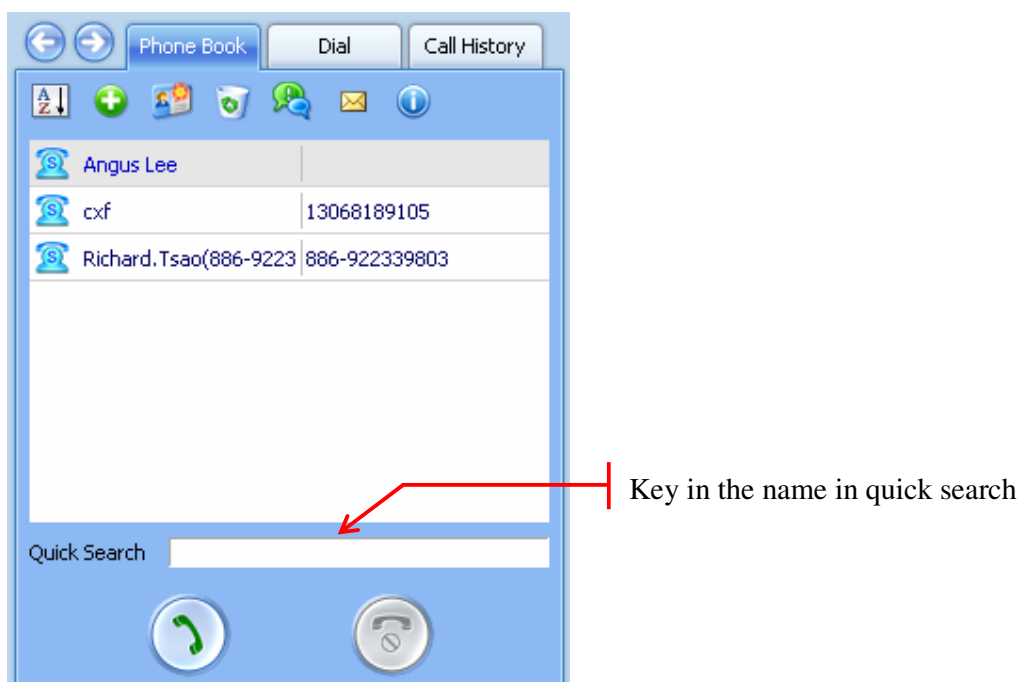 Phone Book Dial Call History
A
Z
Angus Lee
cxf 13068189105
Richard.Tsao(886-9223 886-922339803
Key in the name in quick search
Quick Search